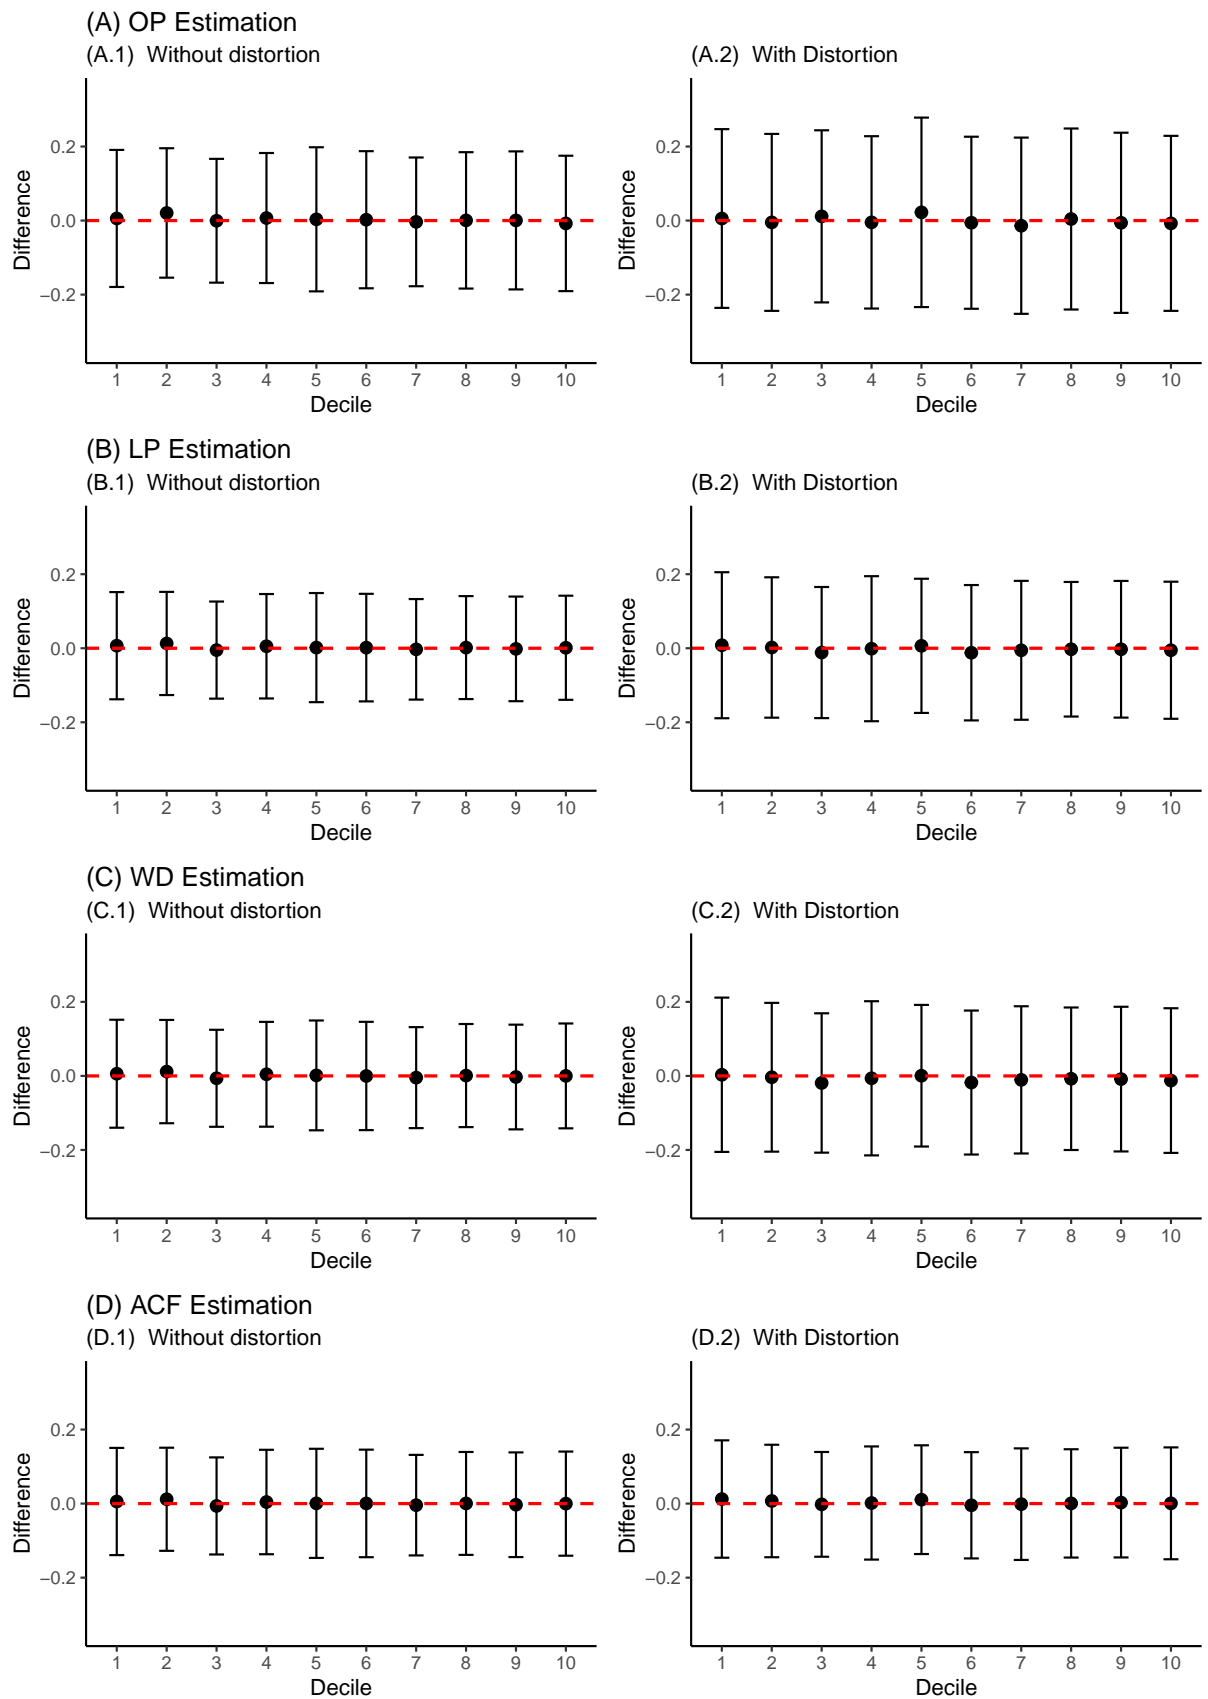 (A) OP Estimation
(A.1) Without distortion
(A.2) With Distortion
Difference
0.2
0.0
−0.2
1 2 3 4 5 6 7 8 9 10
Decile
Difference
0.2
0.0
−0.2
1 2 3 4 5 6 7 8 9 10
Decile
(B) LP Estimation
(B.1) Without distortion
(B.2) With Distortion
Difference
0.2
0.0
−0.2
1 2 3 4 5 6 7 8 9 10
Decile
Difference
0.2
0.0
−0.2
1 2 3 4 5 6 7 8 9 10
Decile
(C) WD Estimation
(C.1) Without distortion
(C.2) With Distortion
Difference
0.2
0.0
−0.2
1 2 3 4 5 6 7 8 9 10
Decile
Difference
0.2
0.0
−0.2
1 2 3 4 5 6 7 8 9 10
Decile
(D) ACF Estimation
(D.1) Without distortion
(D.2) With Distortion
Difference
0.2
0.0
−0.2
1 2 3 4 5 6 7 8 9 10
Decile
Difference
0.2
0.0
−0.2
1 2 3 4 5 6 7 8 9 10
Decile